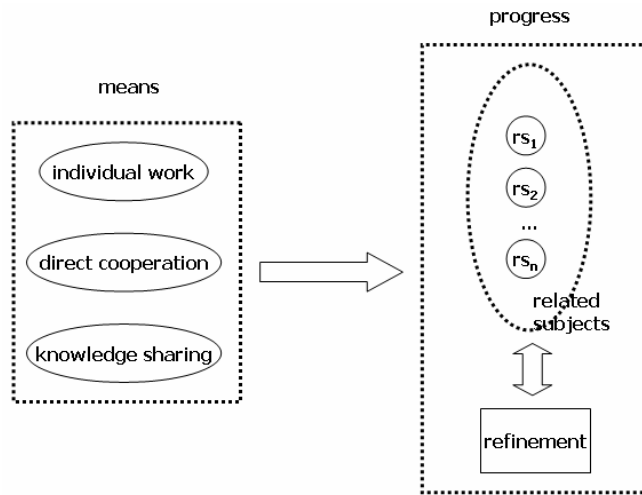 means
individual work
direct cooperation
knowledge sharing
progress
rs₁
rs₂
...
rsₙ
related
subjects
refinement